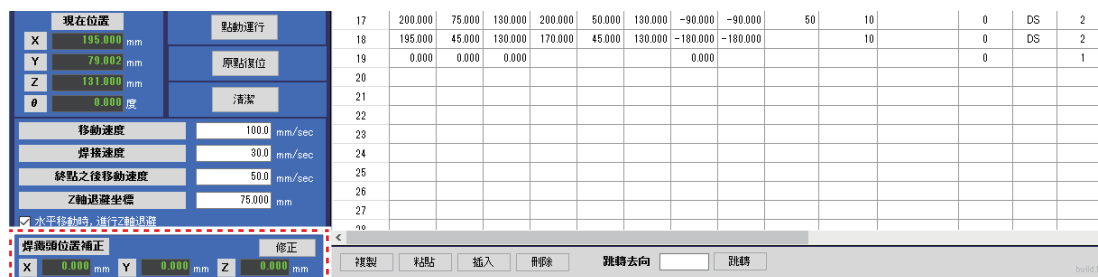 現在位置
X 195.000 mm
Y 79.002 mm
Z 131.000 mm
θ 0.000 度
點動運行
原點復位
清潔
移動速度 100.0 mm/sec
焊接速度 30.0 mm/sec
終點之後移動速度 50.0 mm/sec
Z軸退避坐標 75.000 mm
水平移動時, 進行Z軸退避
焊鐵頭位置補正 修正
X 0.000 mm Y 0.000 mm Z 0.000 mm
17 200.000 75.000 130.000 200.000 50.000 130.000 -90.000 -90.000 50 10 0 DS 2
18 195.000 45.000 130.000 170.000 45.000 130.000 -180.000 -180.000 10 0 DS 2
19 0.000 0.000 0.000 0.000 0 1
20
21
22
23
24
25
26
27
28
複製 粘貼 插入 刪除 跳轉去向 跳轉
build